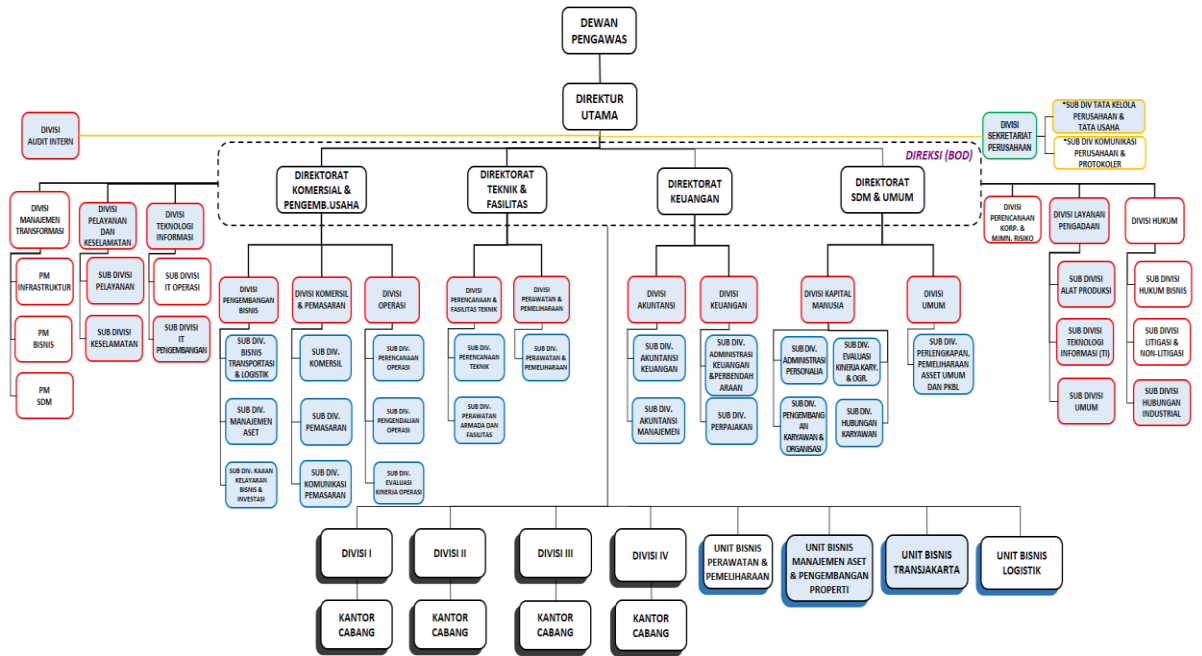 DEWAN
PENGAWAS
DIREKTUR
UTAMA
DIVISI
AUDIT INTERN
DIVISI
SEKRETARIAT
PERUSAHAAN
*SUB DIV TATA KELOLA
PERUSAHAAN &
TATA USAHA
*SUB DIV KOMUNIKASI
PERUSAHAAN &
PROTOKOLER
DIREKSI (BOD)
DIREKTORAT
KOMERSIAL &
PENGEMB.USAHA
DIREKTORAT
TEKNIK &
FASILITAS
DIREKTORAT
KEUANGAN
DIREKTORAT
SDM & UMUM
DIVISI
MANAJEMEN
TRANSFORMASI
PM
INFRASTRUKTUR
PM
BISNIS
PM
SDM
DIVISI
PELAYANAN
DAN
KESELAMATAN
SUB DIVISI
PELAYANAN
SUB DIVISI
KESELAMATAN
DIVISI
TEKNOLOGI
INFORMASI
SUB DIVISI
IT OPERASI
SUB DIVISI
IT
PENGEMBANGAN
DIVISI
PENGEMBANGAN
BISNIS
SUB DIV.
BISNIS
TRANSPORTASI
& LOGISTIK
SUB DIV.
MANAJEMEN
ASET
SUB DIV. KAJIAN
KELAYAKAN
BISNIS &
INVESTASI
DIVISI KOMERSIL
& PEMASARAN
SUB DIV.
KOMERSIL
SUB DIV.
PEMASARAN
SUB DIV.
KOMUNIKASI
PEMASARAN
DIVISI
OPERASI
SUB DIV.
PERENCANAAN
OPERASI
SUB DIV.
PENGENDALIAN
OPERASI
SUB DIV.
EVALUASI
KINERJA OPERASI
DIVISI
PERENCANAAN &
FASILITAS TEKNIK
SUB DIV.
PERENCANAAN
TEKNIK
SUB DIV.
PERAWATAN
ARMADA DAN
FASILITAS
DIVISI
PERAWATAN &
PEMELIHARAAN
SUB DIV.
PERAWATAN &
PEMELIHARAAN
DIVISI
AKUNTANSI
SUB DIV.
AKUNTANSI
KEUANGAN
SUB DIV.
AKUNTANSI
MANAJEMEN
DIVISI
KEUANGAN
SUB DIV.
ADMINISTRASI
KEUANGAN
&PERBENDAH
ARAAN
SUB DIV.
PERPAJAKAN
DIVISI KAPITAL
MANUSIA
SUB DIV.
ADMINISTRASI
PERSONALIA
SUB DIV.
PENGEMBANG
AN
KARYAWAN &
ORGANISASI
SUB DIV.
EVALUASI
KINERJA KARY.
& OGR.
SUB DIV.
HUBUNGAN
KARYAWAN
DIVISI
UMUM
SUB DIV.
PERLENGKAPAN,
PEMELIHARAAN
ASSET UMUM
DAN PKBL
DIVISI
PERENCANAAN
KORP. &
MJMN. RISIKO
DIVISI LAYANAN
PENGADAAN
SUB DIVISI
ALAT PRODUKSI
SUB DIVISI
TEKNOLOGI
INFORMASI (TI)
SUB DIVISI
UMUM
DIVISI HUKUM
SUB DIVISI
HUKUM BISNIS
SUB DIVISI
LITIGASI &
NON-LITIGASI
SUB DIVISI
HUBUNGAN
INDUSTRIAL
DIVISI I
KANTOR
CABANG
DIVISI II
KANTOR
CABANG
DIVISI III
KANTOR
CABANG
DIVISI IV
KANTOR
CABANG
UNIT BISNIS
PERAWATAN &
PEMELIHARAAN
UNIT BISNIS
MANAJEMEN ASET
& PENGEMBANGAN
PROPERTI
UNIT BISNIS
TRANSJAKARTA
UNIT BISNIS
LOGISTIK